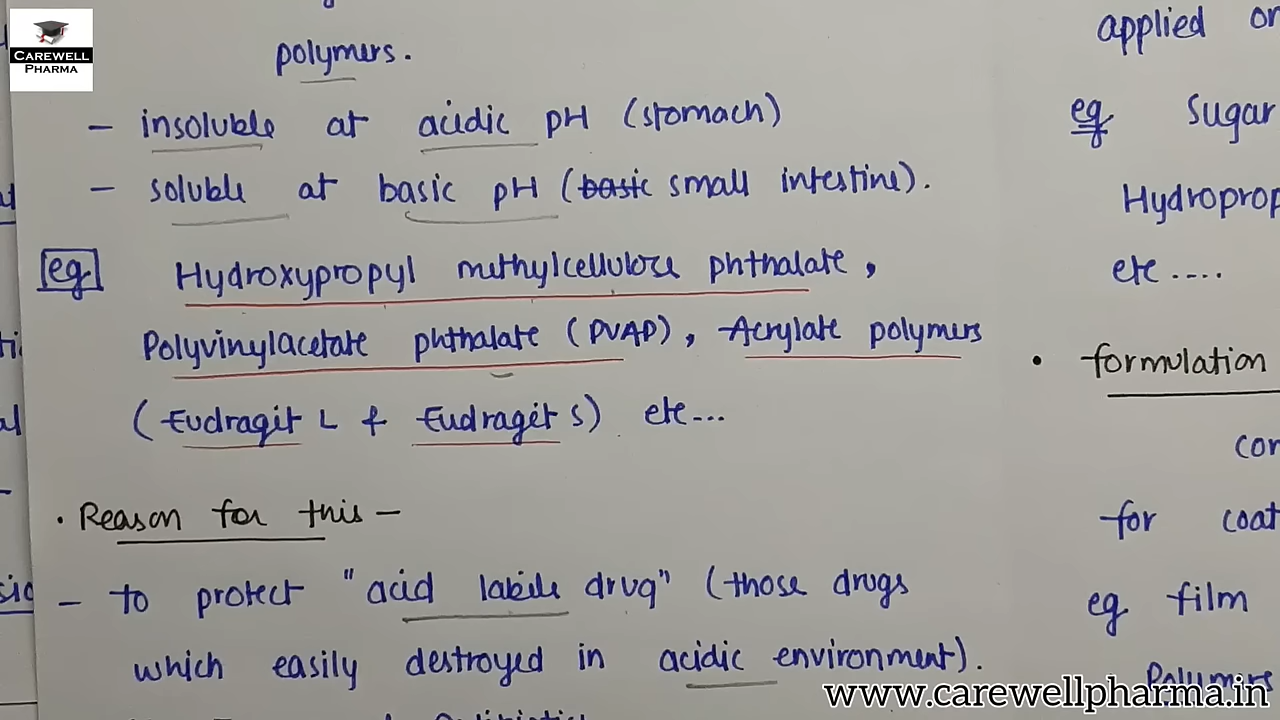 CAREWELL
PHARMA
polymers.
- insoluble at acidic pH (stomach)
- soluble at basic pH (basic small intestine).
eg Hydroxypropyl methylcellulose phthalate,
Polyvinylacetate phthalate (PVAP), Acrylate polymers
(Eudragit L & Eudragit S) etc...
• Reason for this -
- to protect "acid labile drug" (those drugs
which easily destroyed in acidic environment).
applied on
eg Sugar
Hydroprop
etc....
• formulation
for coat
eg film
Polymers
www.carewellpharma.in